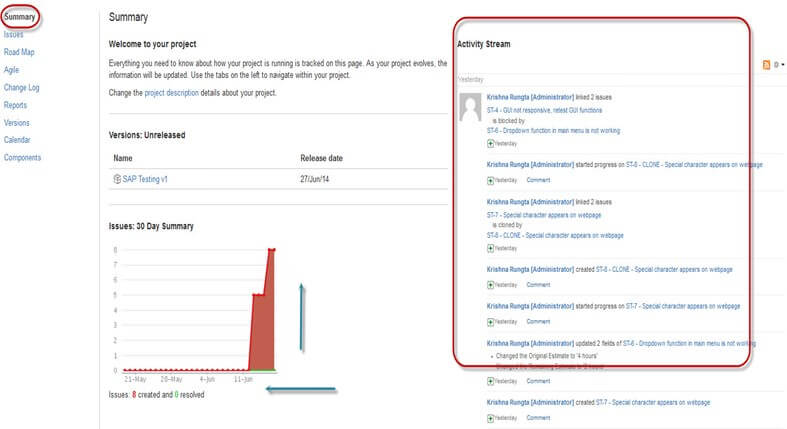 Summary
Issues
Road Map
Agile
Change Log
Reports
Versions
Calendar
Components
Summary
Welcome to your project
Everything you need to know about how your project is running is tracked on this page. As your project evolves, the
information will be updated. Use the tabs on the left to navigate within your project.
Change the project description details about your project.
Versions: Unreleased
Name Release date
SAP Testing v1 27/Jun/14
Issues: 30 Day Summary
8
7
6
5
4
3
2
1
0
21-May 28-May 4-Jun 11-Jun
Issues: 8 created and 0 resolved
Activity Stream
Yesterday
Krishna Rungta [Administrator] linked 2 issues
ST-4 - GUI not responsive, retest GUI functions
is blocked by
ST-6 - Dropdown function in main menu is not working
Yesterday
Krishna Rungta [Administrator] started progress on ST-8 - CLONE - Special character appears on webpage
Yesterday Comment
Krishna Rungta [Administrator] linked 2 issues
ST-7 - Special character appears on webpage
is cloned by
ST-8 - CLONE - Special character appears on webpage
Yesterday
Krishna Rungta [Administrator] created ST-8 - CLONE - Special character appears on webpage
Yesterday Comment
Krishna Rungta [Administrator] started progress on ST-7 - Special character appears on webpage
Yesterday Comment
Krishna Rungta [Administrator] updated 2 fields of ST-6 - Dropdown function in main menu is not working
Changed the Original Estimate to '4 hours'
Changed the Remaining Estimate to hours'
Yesterday Comment
Krishna Rungta [Administrator] created ST-7 - Special character appears on webpage
Yesterday Comment